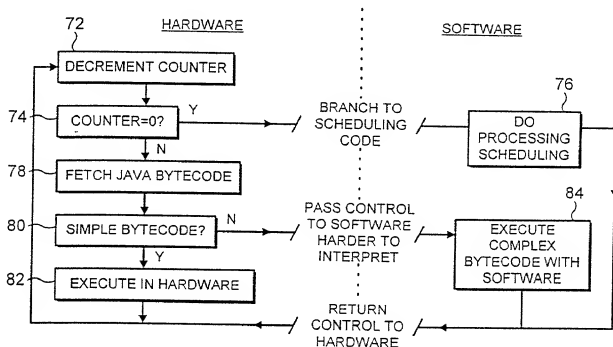 HARDWARE
SOFTWARE
72
DECREMENT COUNTER
74
COUNTER=0?
Y
BRANCH TO
SCHEDULING
CODE
76
DO
PROCESSING
SCHEDULING
N
78
FETCH JAVA BYTECODE
80
SIMPLE BYTECODE?
N
PASS CONTROL
TO SOFTWARE
HARDER TO
INTERPRET
84
EXECUTE
COMPLEX
BYTECODE WITH
SOFTWARE
Y
82
EXECUTE IN HARDWARE
RETURN
CONTROL TO
HARDWARE